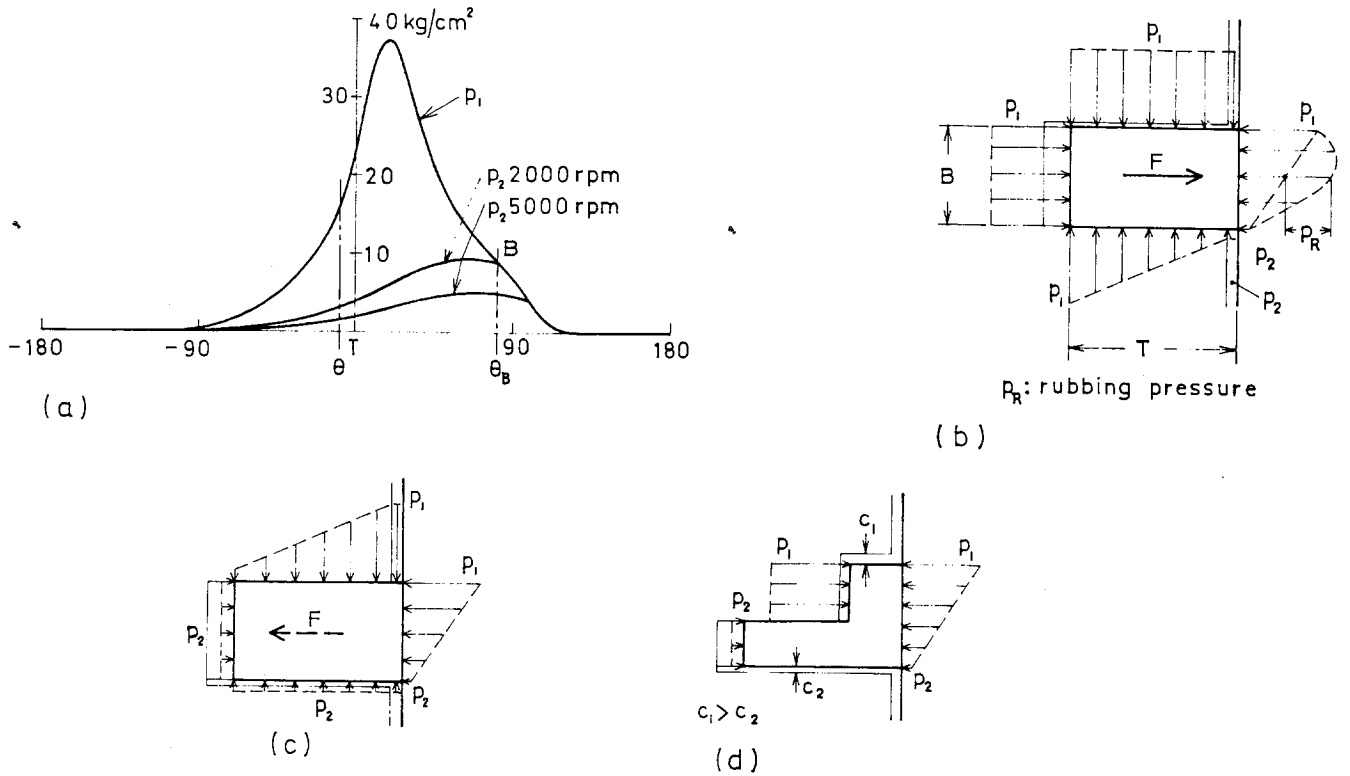 40 kg/cm²
30
20
10
p₁
p₂ 2000 rpm
p₂ 5000 rpm
B
-180
-90
θ
T
θ_B
90
180
(a)
p₁
p₁
p₁
B
F
p_R
p₂
p₁
p₂
T
p_R: rubbing pressure
(b)
p₁
p₁
F
p₂
p₂
p₂
(c)
c₁
p₁
p₁
p₂
c₂
p₂
c₁ > c₂
(d)